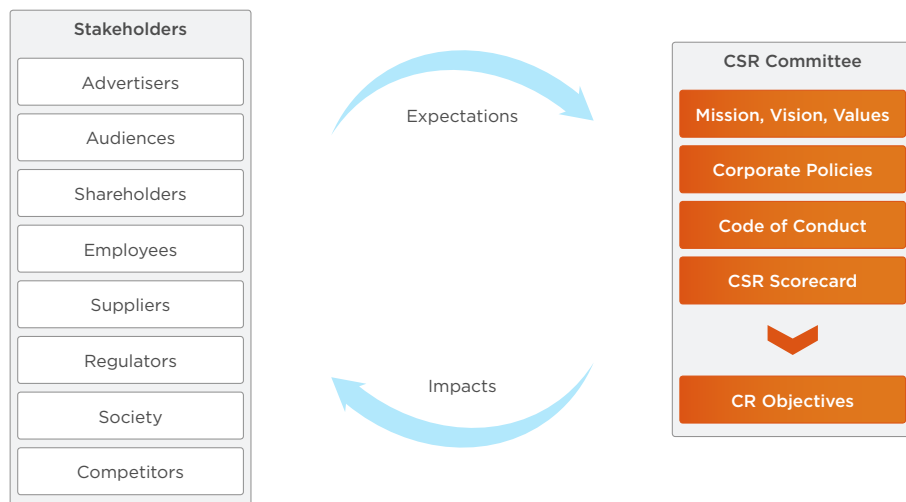 Stakeholders
Advertisers
Audiences
Shareholders
Employees
Suppliers
Regulators
Society
Competitors
Expectations
Impacts
CSR Committee
Mission, Vision, Values
Corporate Policies
Code of Conduct
CSR Scorecard
CR Objectives